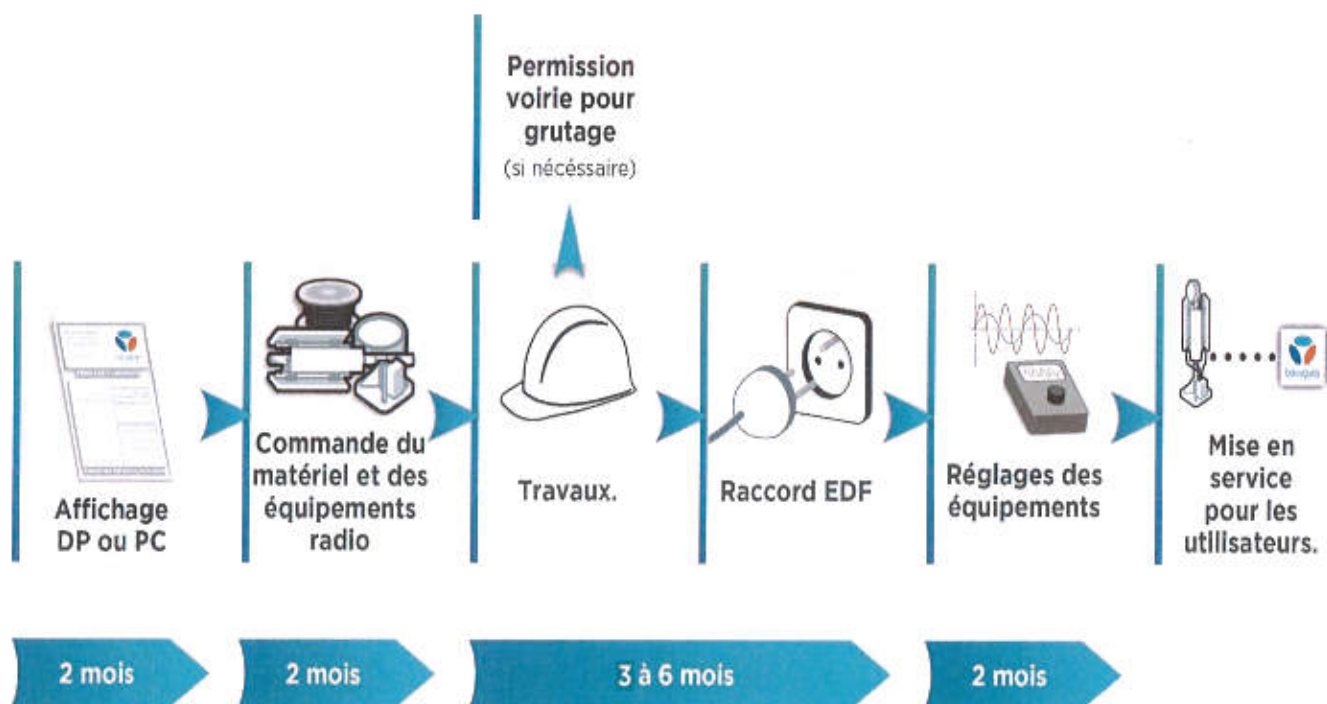 Permission
voirie pour
grutage
(si nécéssaire)
Affichage
DP ou PC
Commande du
matériel et des
équipements
radio
Travaux.
Raccord EDF
Réglages des
équipements
bouygues
Mise en
service
pour les
utilisateurs.
2 mois
2 mois
3 à 6 mois
2 mois